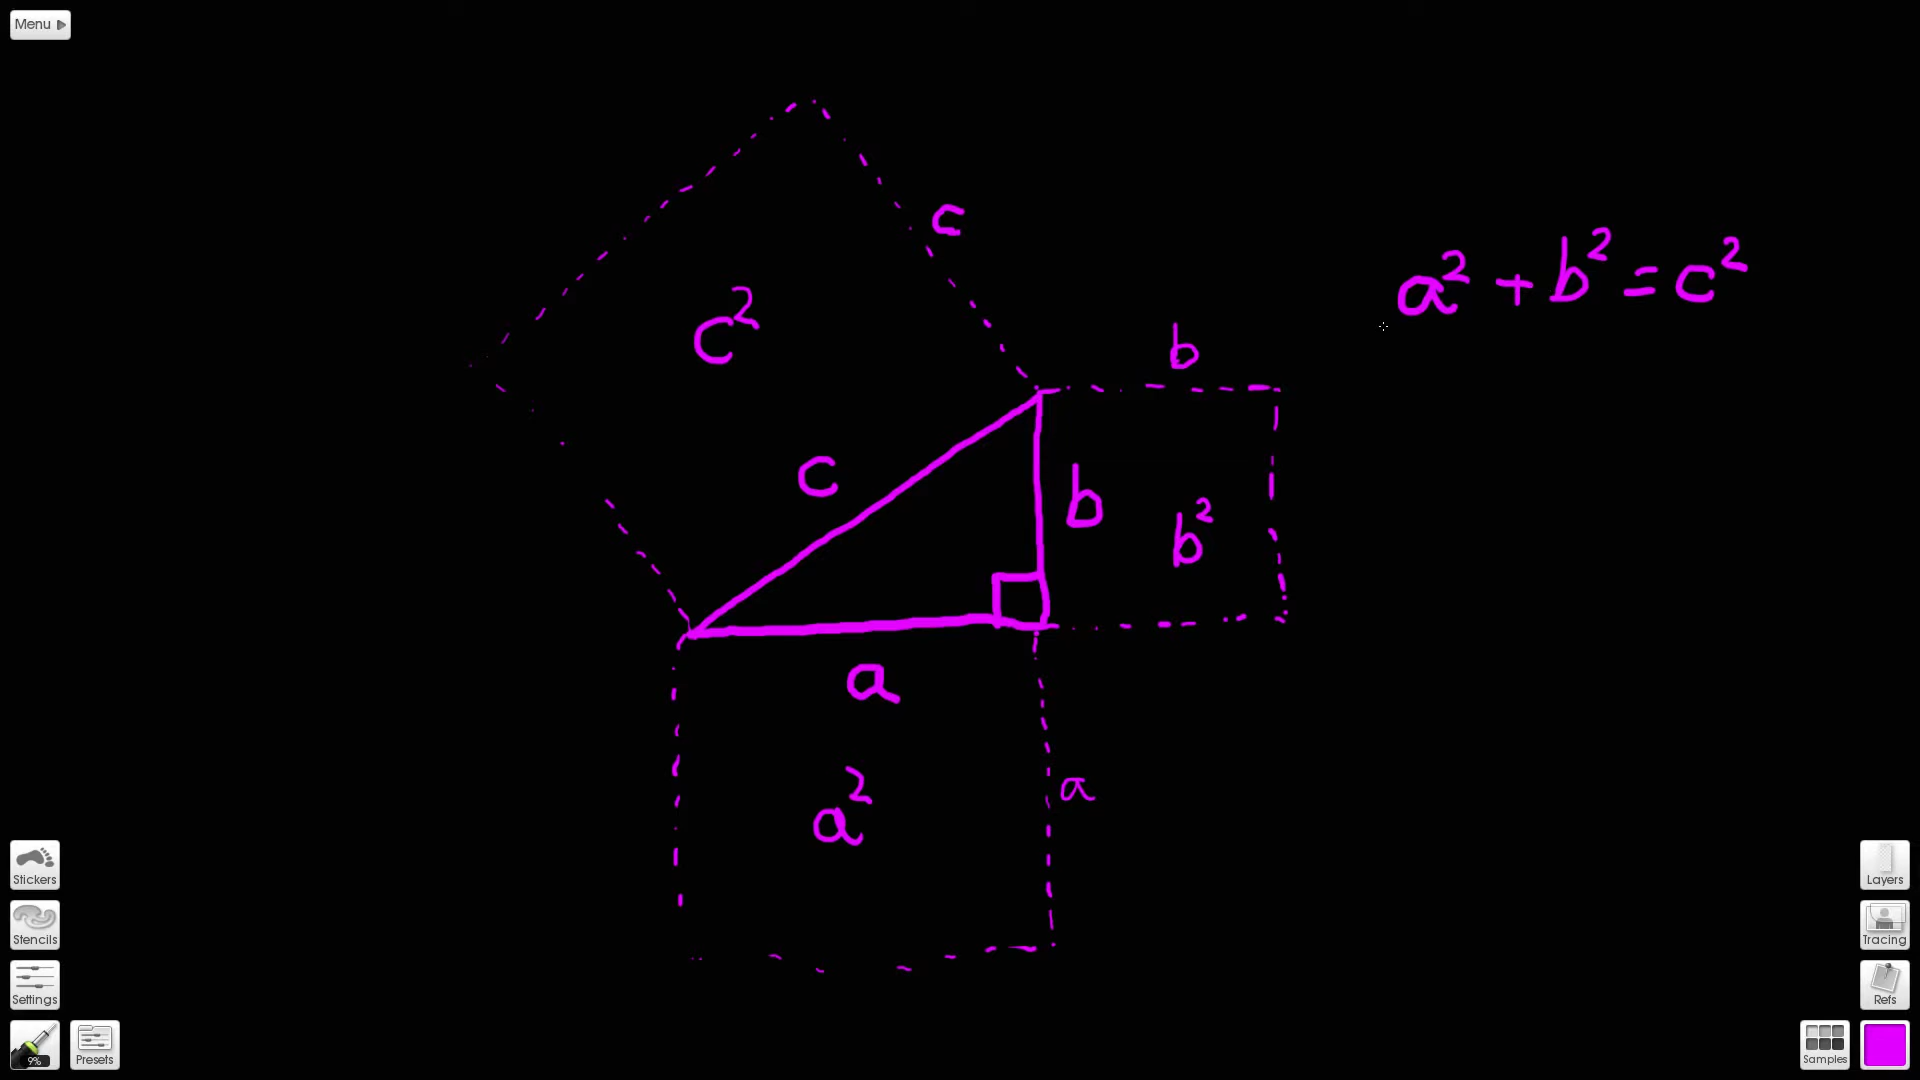 Menu
c
c²
a² + b² = c²
b
c
b
b²
a
a
a²
Stickers
Stencils
Settings
9%
Presets
Layers
Tracing
Refs
Samples